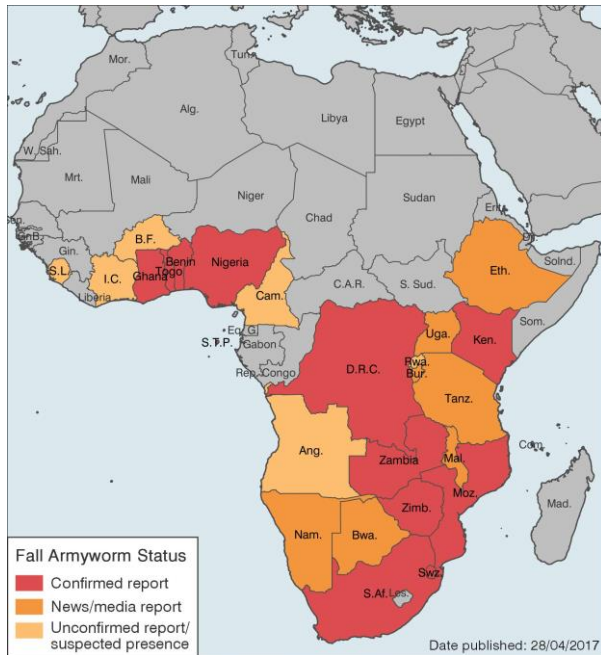 Mor.
Tun.
Alg.
Libya
Egypt
W. Sah.
Mrt.
Mali
Niger
Chad
Sudan
Erit.
Dji.
Sen.
GnB.
Gin.
S.L.
Liberia
I.C.
B.F.
Ghana
Togo
Benin
Nigeria
Cam.
C.A.R.
S. Sud.
Eth.
Solnd.
Som.
Eq. G.
S.T.P.
Gabon
Rep. Congo
D.R.C.
Uga.
Ken.
Rwa.
Bur.
Tanz.
Com.
Ang.
Zambia
Mal.
Moz.
Zimb.
Mad.
Nam.
Bwa.
Swz.
S.Af.
Les.
Fall Armyworm Status
Confirmed report
News/media report
Unconfirmed report/
suspected presence
Date published: 28/04/2017